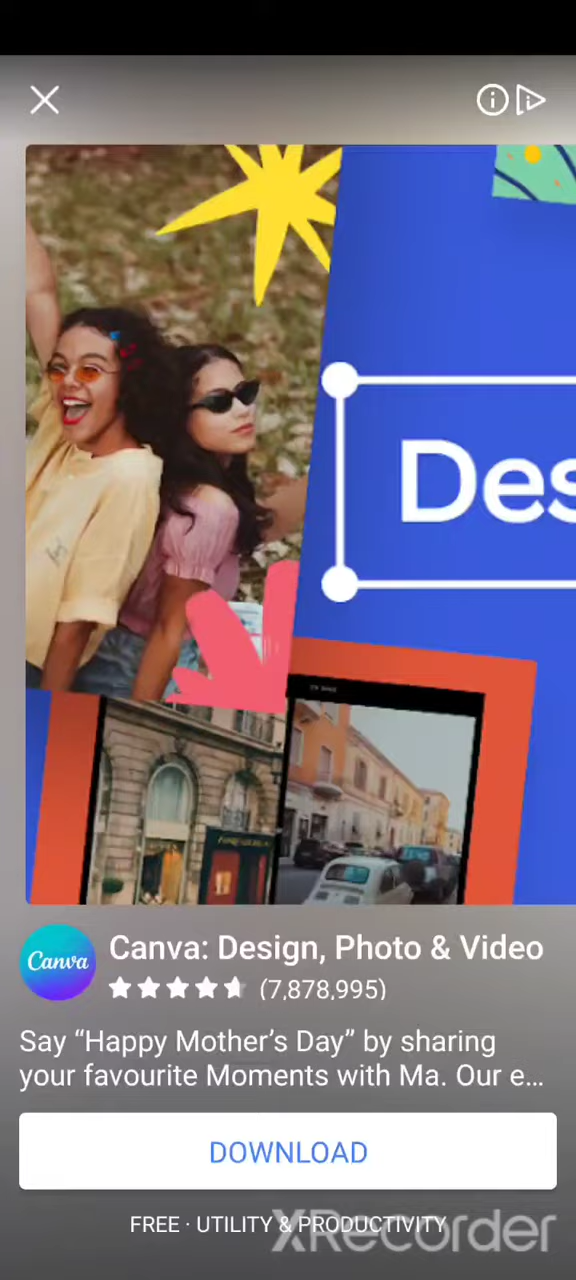 Des
Canva
Canva: Design, Photo & Video
(7,878,995)
Say “Happy Mother’s Day” by sharing
your favourite Moments with Ma. Our e...
DOWNLOAD
FREE · UTILITY & PRODUCTIVITY
XRecorder